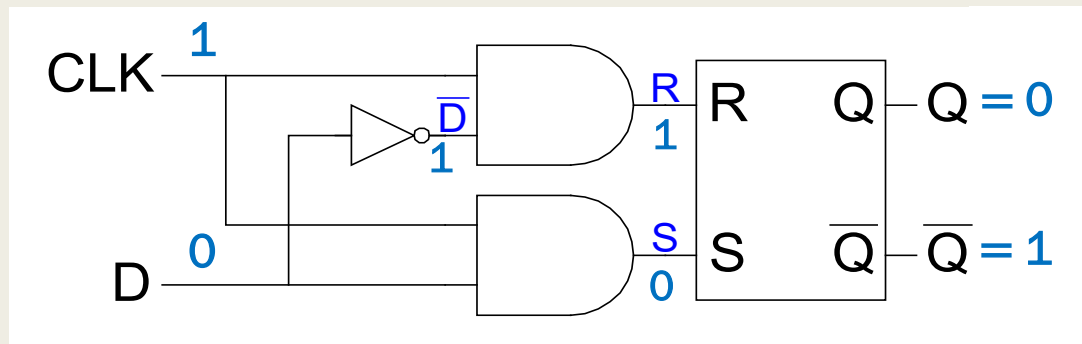 1
CLK
D̅
1
R
1
R
Q
Q = 0
0
D
S
0
S
Q̅
Q̅ = 1